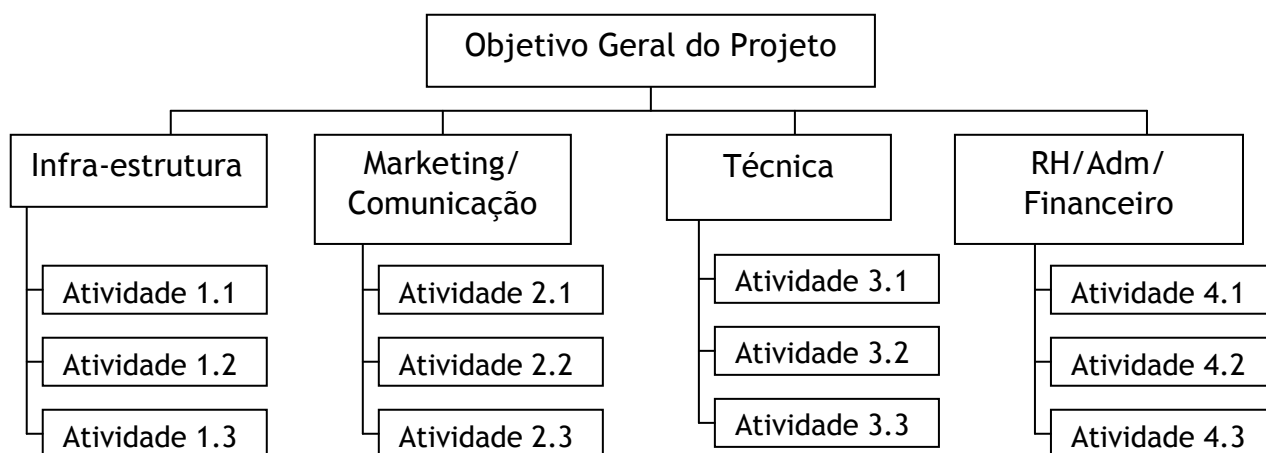 Objetivo Geral do Projeto
Infra-estrutura
Marketing/
Comunicação
Técnica
RH/Adm/
Financeiro
Atividade 1.1
Atividade 1.2
Atividade 1.3
Atividade 2.1
Atividade 2.2
Atividade 2.3
Atividade 3.1
Atividade 3.2
Atividade 3.3
Atividade 4.1
Atividade 4.2
Atividade 4.3